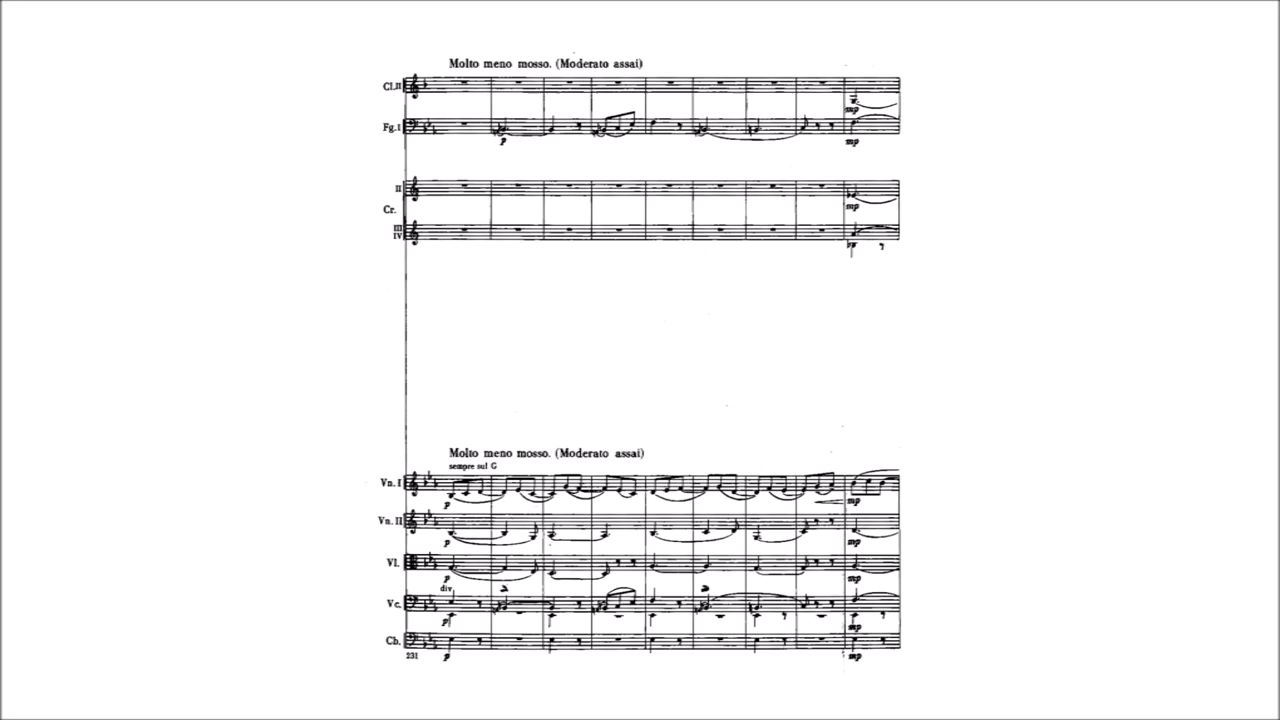 Molto meno mosso. (Moderato assai)
Cl.II
Fg. I
p
mp
mp
II
Cr.
III
IV
mp
Molto meno mosso. (Moderato assai)
sempre sul G
Vn. I
p
mp
Vn. II
p
mp
Vl.
p
mp
div
Vc.
p
mp
Cb.
231
p
mp